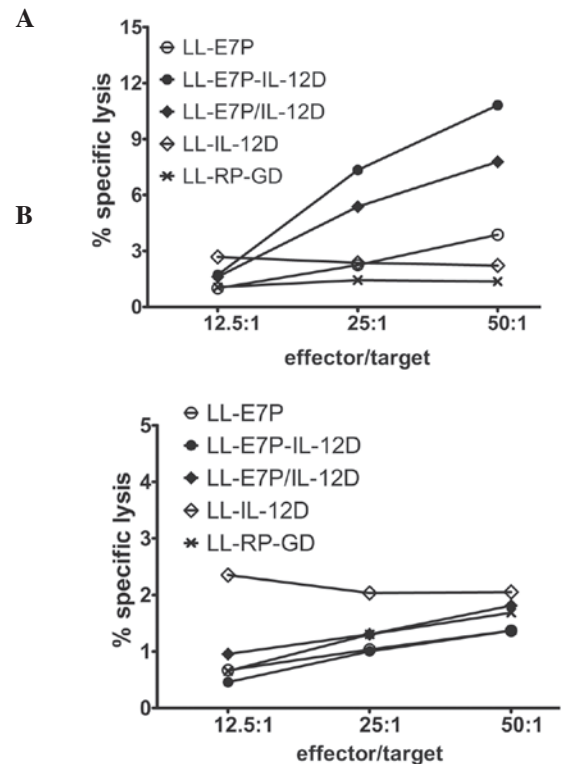 A
LL-E7P
LL-E7P-IL-12D
LL-E7P/IL-12D
LL-IL-12D
LL-RP-GD
15
12
9
6
3
0
% specific lysis
12.5:1 25:1 50:1
effector/target
B
LL-E7P
LL-E7P-IL-12D
LL-E7P/IL-12D
LL-IL-12D
LL-RP-GD
5
4
3
2
1
0
% specific lysis
12.5:1 25:1 50:1
effector/target